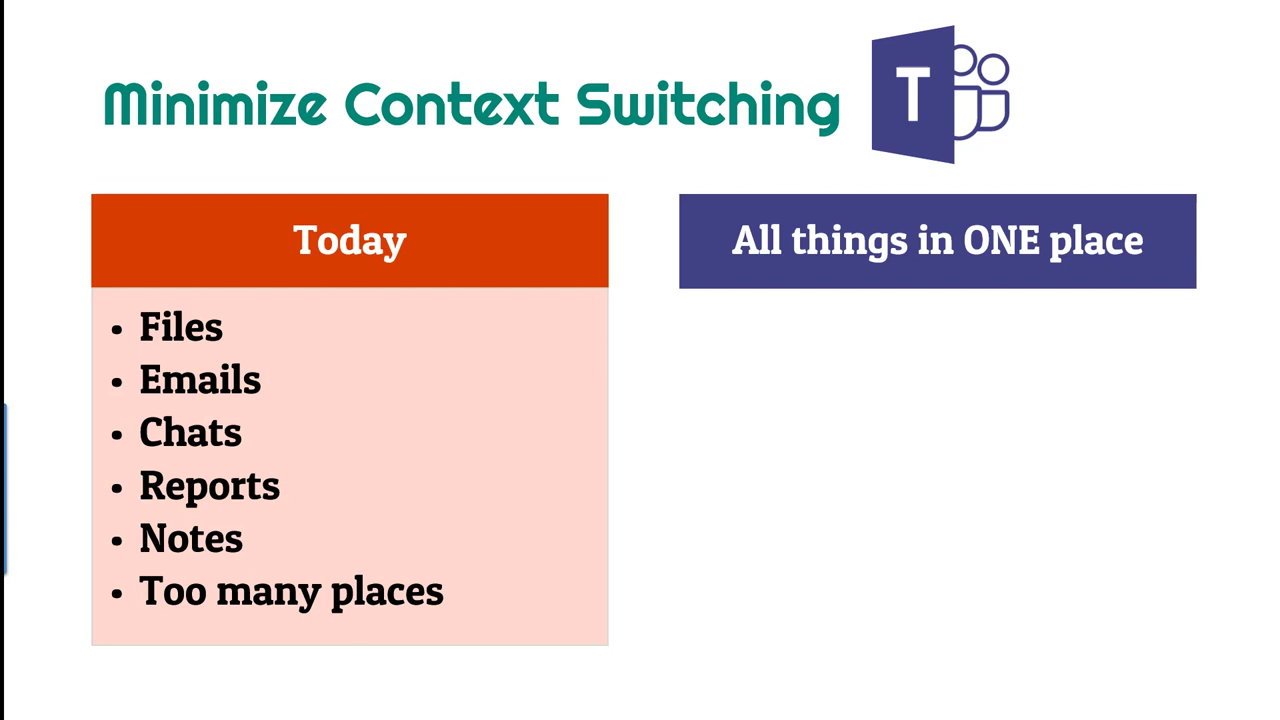 Minimize Context Switching
T
Today
• Files
• Emails
• Chats
• Reports
• Notes
• Too many places
All things in ONE place